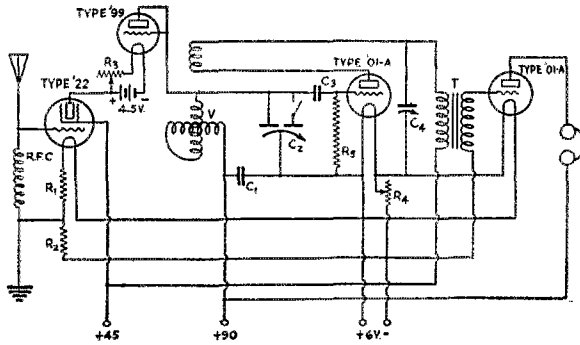 TYPE '99
TYPE '22
R3
+ 4.5V. -
R.F.C
R1
R2
V
C1
C2
C3
R5
TYPE '01-A
C4
R4
T
TYPE '01-A
+45
+90
+6V.-